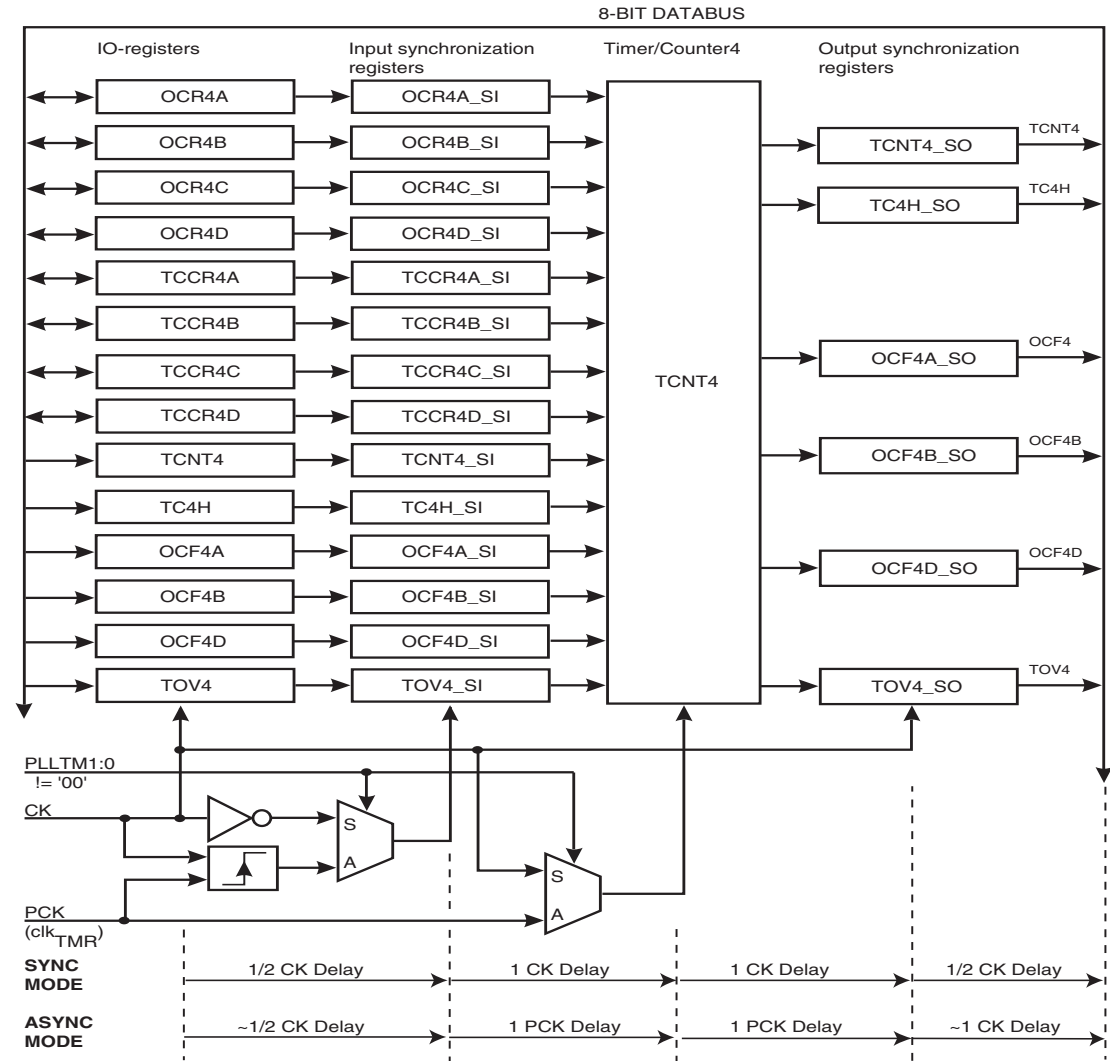 8-BIT DATABUS
IO-registers
Input synchronization
registers
Timer/Counter4
Output synchronization
registers
OCR4A
OCR4A_SI
OCR4B
OCR4B_SI
TCNT4_SO
TCNT4
OCR4C
OCR4C_SI
TC4H_SO
TC4H
OCR4D
OCR4D_SI
TCCR4A
TCCR4A_SI
TCCR4B
TCCR4B_SI
OCF4A_SO
OCF4
TCCR4C
TCCR4C_SI
TCNT4
TCCR4D
TCCR4D_SI
TCNT4
TCNT4_SI
OCF4B_SO
OCF4B
TC4H
TC4H_SI
OCF4A
OCF4A_SI
OCF4D_SO
OCF4D
OCF4B
OCF4B_SI
OCF4D
OCF4D_SI
TOV4
TOV4_SI
TOV4_SO
TOV4
PLLTM1:0
!= '00'
CK
S
A
S
A
PCK
(clkTMR)
SYNC
MODE
1/2 CK Delay
1 CK Delay
1 CK Delay
1/2 CK Delay
ASYNC
MODE
~1/2 CK Delay
1 PCK Delay
1 PCK Delay
~1 CK Delay